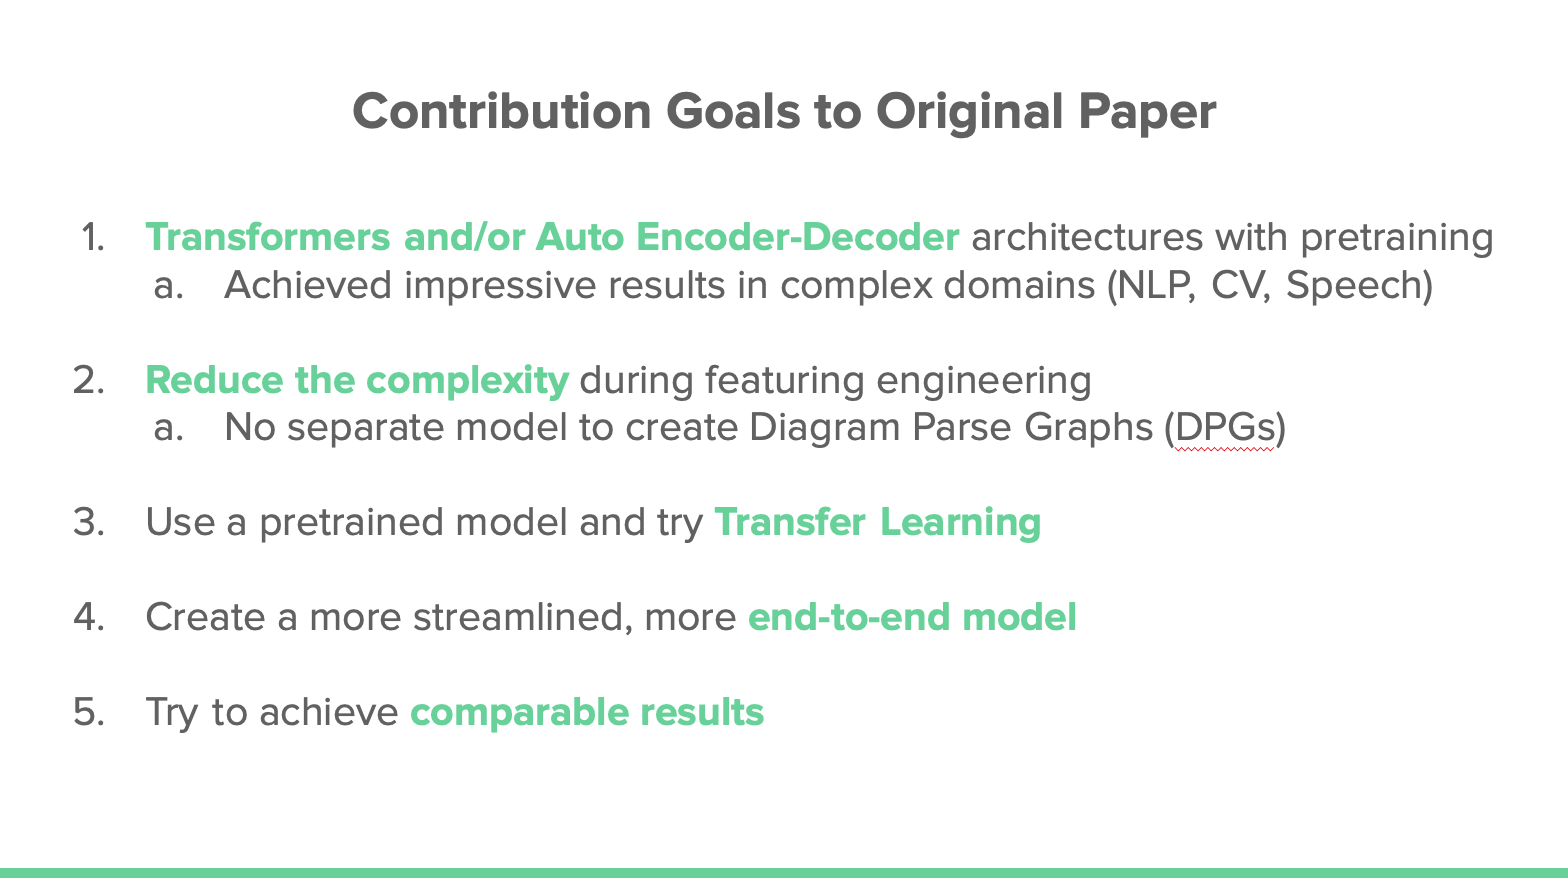 Contribution Goals to Original Paper
1. Transformers and/or Auto Encoder-Decoder architectures with pretraining
a. Achieved impressive results in complex domains (NLP, CV, Speech)
2. Reduce the complexity during featuring engineering
a. No separate model to create Diagram Parse Graphs (DPGs)
3. Use a pretrained model and try Transfer Learning
4. Create a more streamlined, more end-to-end model
5. Try to achieve comparable results